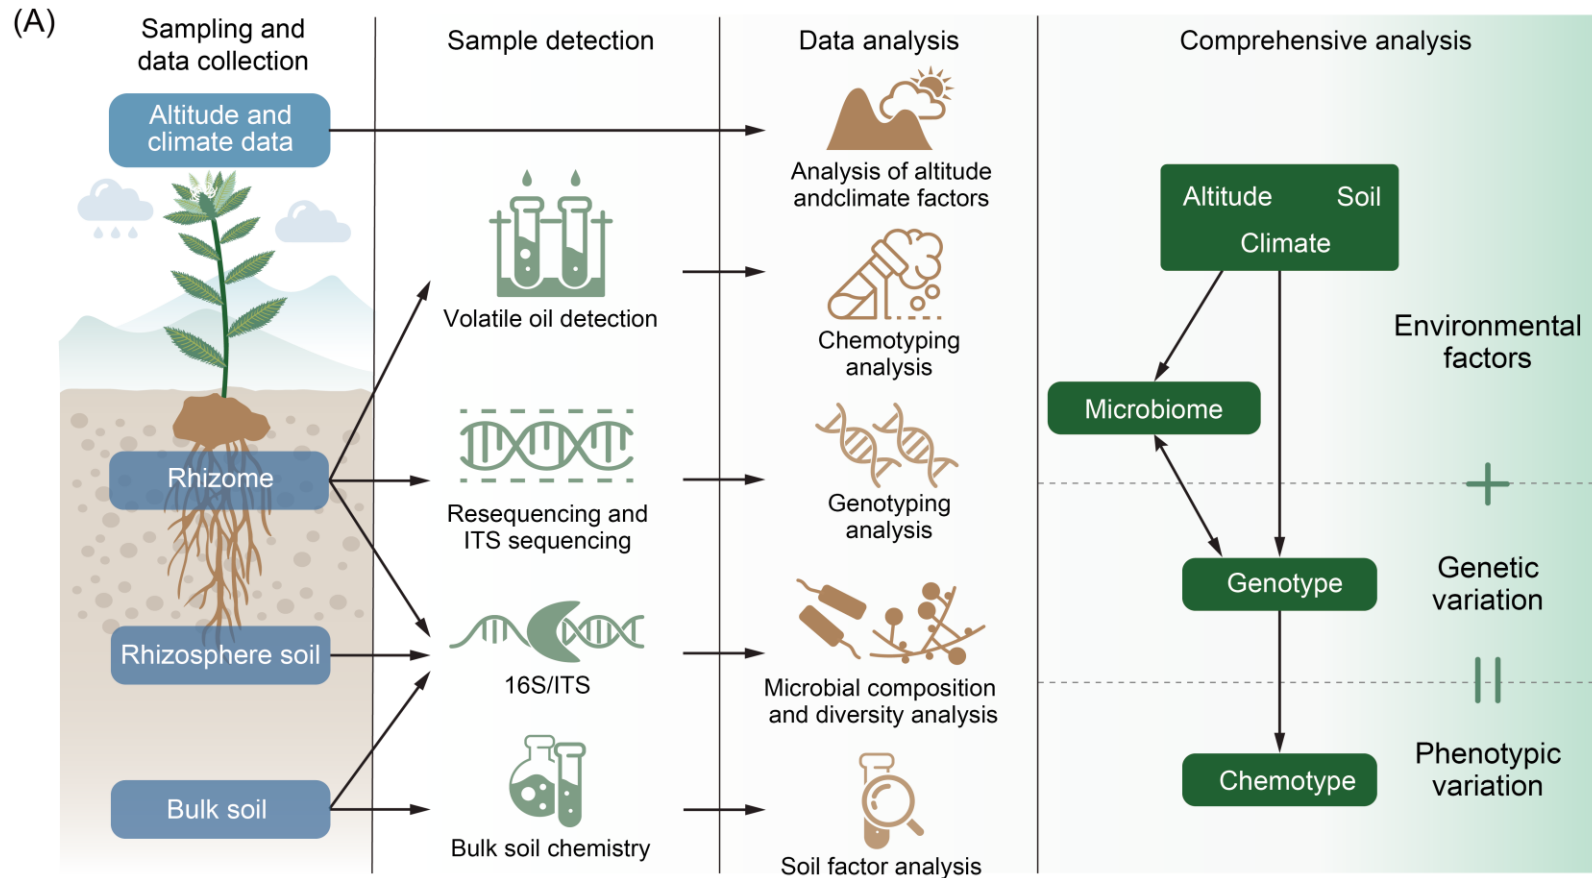 (A)
Sampling and
data collection
Sample detection
Data analysis
Comprehensive analysis
Altitude and
climate data
Rhizome
Rhizosphere soil
Bulk soil
Volatile oil detection
Resequencing and
ITS sequencing
16S/ITS
Bulk soil chemistry
Analysis of altitude
andclimate factors
Chemotyping
analysis
Genotyping
analysis
Microbial composition
and diversity analysis
Soil factor analysis
Altitude Soil
Climate
Microbiome
Genotype
Chemotype
Environmental
factors
+
Genetic
variation
||
Phenotypic
variation